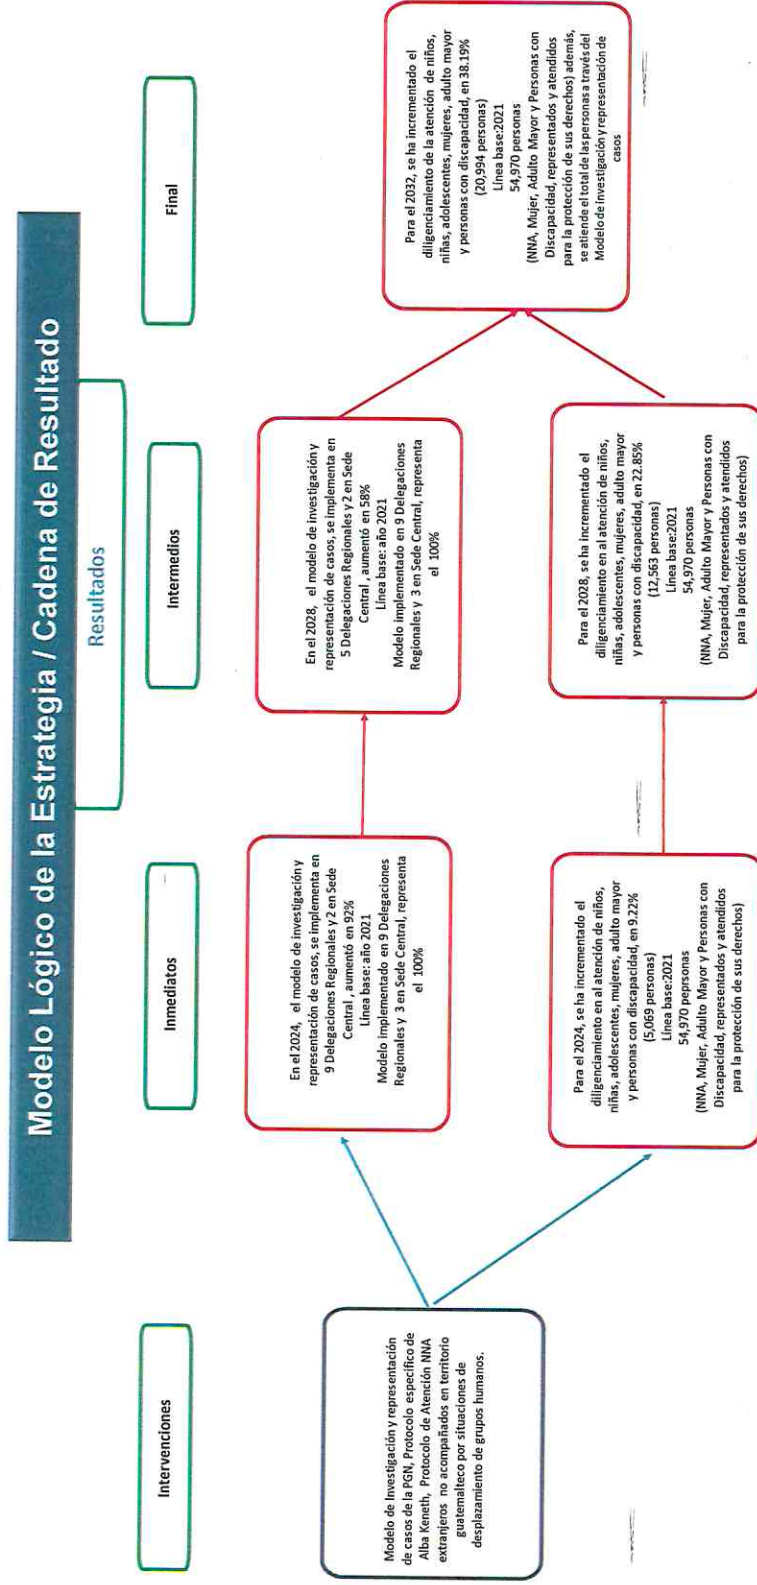 Modelo Lógico de la Estrategia / Cadena de Resultado
Resultados
Intervenciones
Inmediatos
Intermedios
Final
Modelo de Investigación y representación
de casos de la PGN, Protocolo especifico de
Alba Keneth, Protocolo de Atención NNA
extranjeros no acompañados en territorio
guatemalteco por situaciones de
desplazamiento de grupos humanos.
En el 2024, el modelo de investigación y
representación de casos, se implementa en
9 Delegaciones Regionales y 2 en Sede
Central , aumentó en 92%
Línea base: año 2021
Modelo implementado en 9 Delegaciones
Regionales y 3 en Sede Central, representa
el 100%
En el 2028, el modelo de investigación y
representación de casos, se implementa en
5 Delegaciones Regionales y 2 en Sede
Central , aumentó en 58%
Línea base: año 2021
Modelo implementado en 9 Delegaciones
Regionales y 3 en Sede Central, representa
el 100%
Para el 2024, se ha incrementado el
diligenciamiento en al atención de niños,
niñas, adolescentes, mujeres, adulto mayor
y personas con discapacidad, en 9.22%
(5,069 personas)
Línea base:2021
54,970 peprsonas
(NNA, Mujer, Adulto Mayor y Personas con
Discapacidad, representados y atendidos
para la protección de sus derechos)
Para el 2028, se ha incrementado el
diligenciamiento en al atención de niños,
niñas, adolescentes, mujeres, adulto mayor
y personas con discapacidad, en 22.85%
(12,563 personas)
Línea base:2021
54,970 personas
(NNA, Mujer, Adulto Mayor y Personas con
Discapacidad, representados y atendidos
para la protección de sus derechos)
Para el 2032, se ha incrementado el
diligenciamiento de la atención de niños,
niñas, adolescentes, mujeres, adulto mayor
y personas con discapacidad, en 38.19%
(20,994 personas)
Línea base:2021
54,970 personas
(NNA, Mujer, Adulto Mayor y Personas con
Discapacidad, representados y atendidos
para la protección de sus derechos) además,
se atiende el total de las personas a través del
Modelo de Investigación y representación de
casos